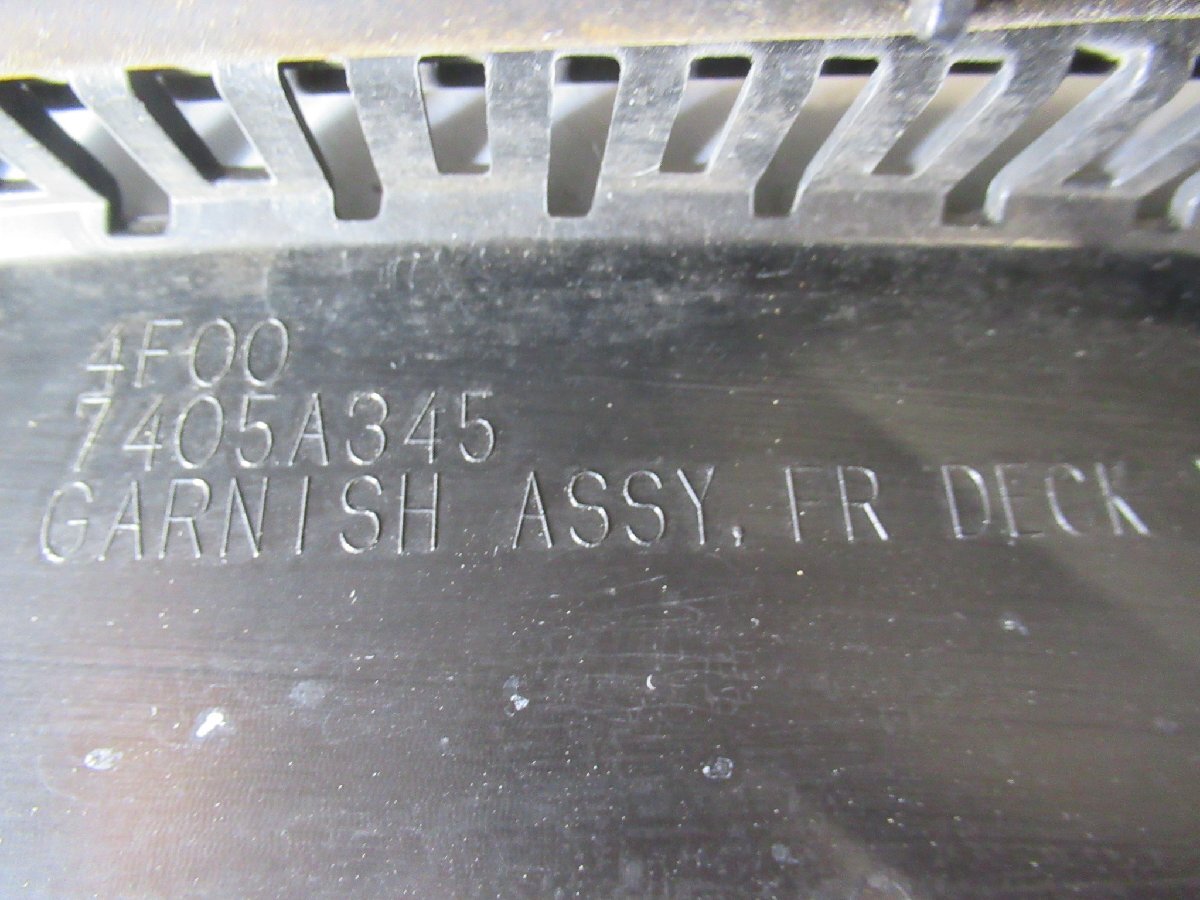 4F00
7405A345
GARNISH ASSY, FR DECK